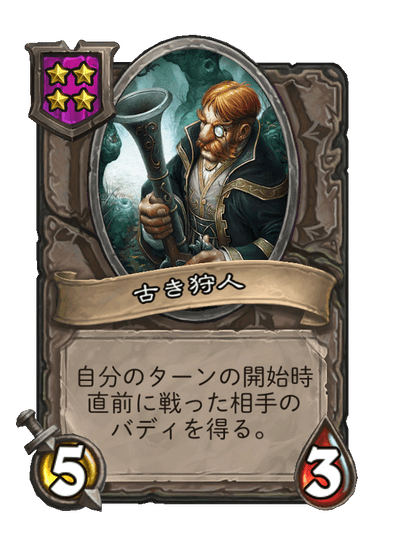 古き狩人
自分のターンの開始時
直前に戦った相手の
バディを得る。
5
3